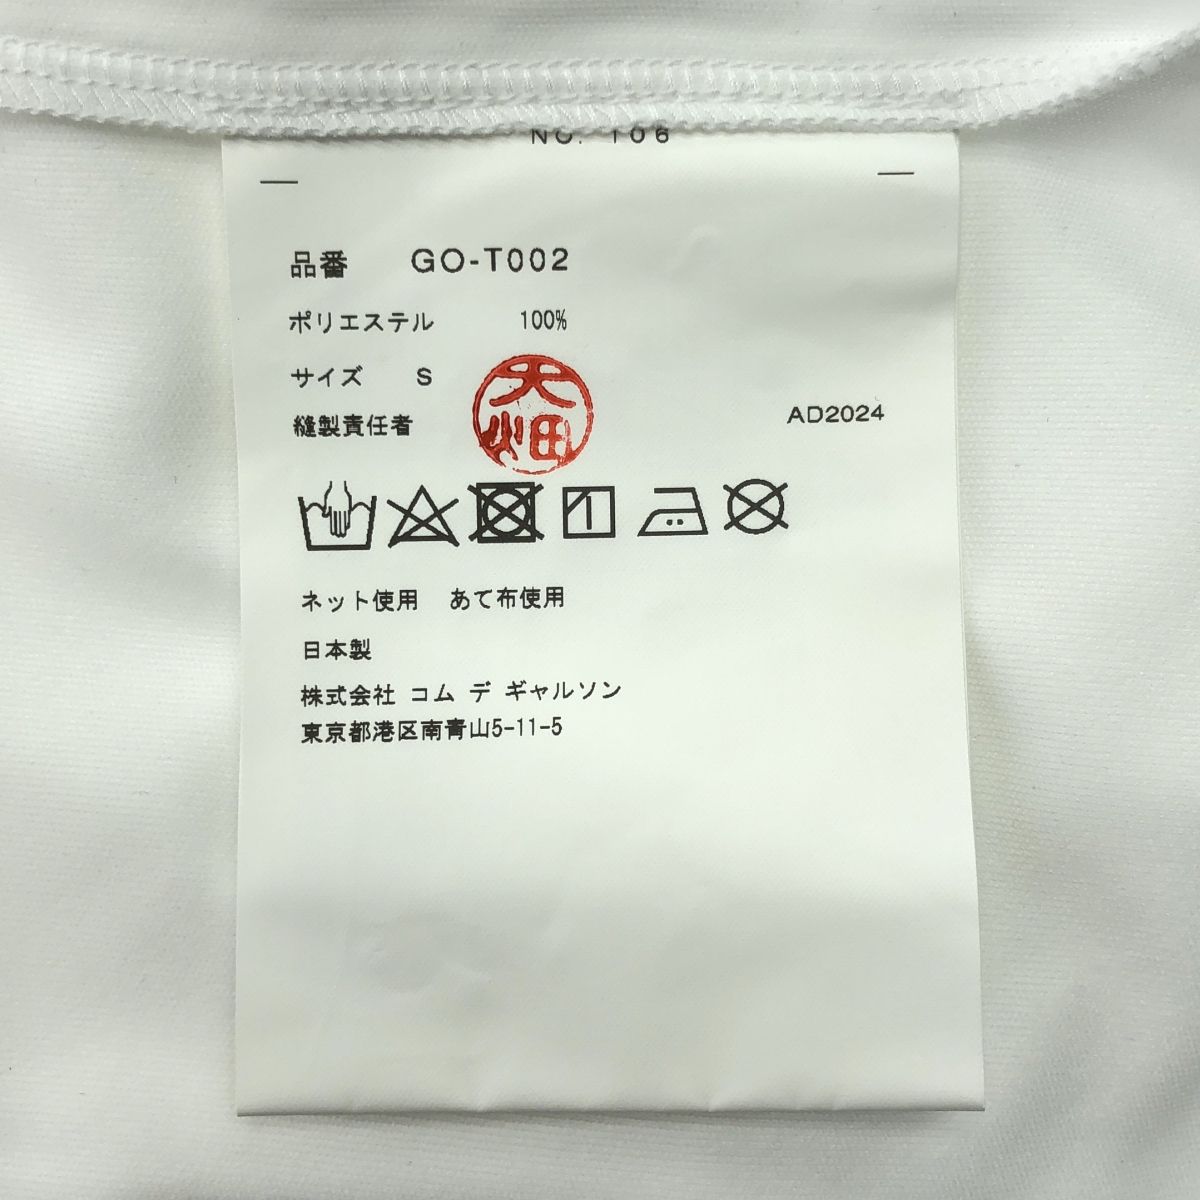 NO. 106
品番 GO-T002
ポリエステル 100%
サイズ S
縫製責任者 大畑 AD2024
ネット使用 あて布使用
日本製
株式会社 コム デ ギャルソン
東京都港区南青山5-11-5